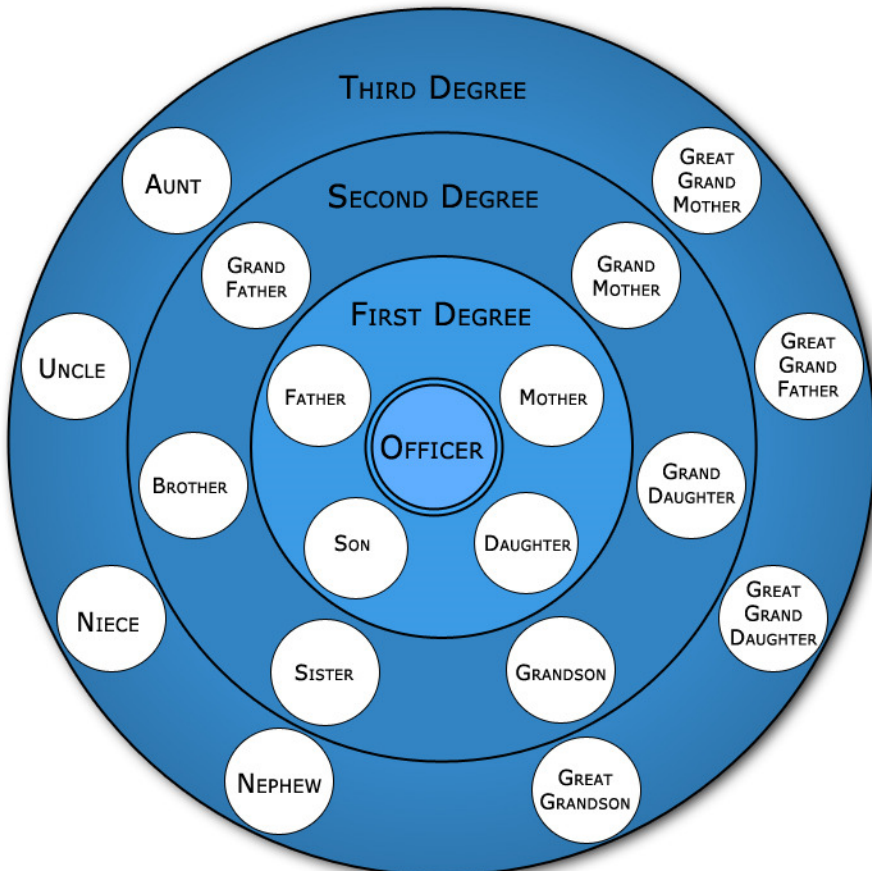 THIRD DEGREE
AUNT
GREAT
GRAND
MOTHER
SECOND DEGREE
GRAND
FATHER
GRAND
MOTHER
FIRST DEGREE
UNCLE
GREAT
GRAND
FATHER
FATHER
MOTHER
OFFICER
BROTHER
GRAND
DAUGHTER
SON
DAUGHTER
NIECE
GREAT
GRAND
DAUGHTER
SISTER
GRANDSON
NEPHEW
GREAT
GRANDSON